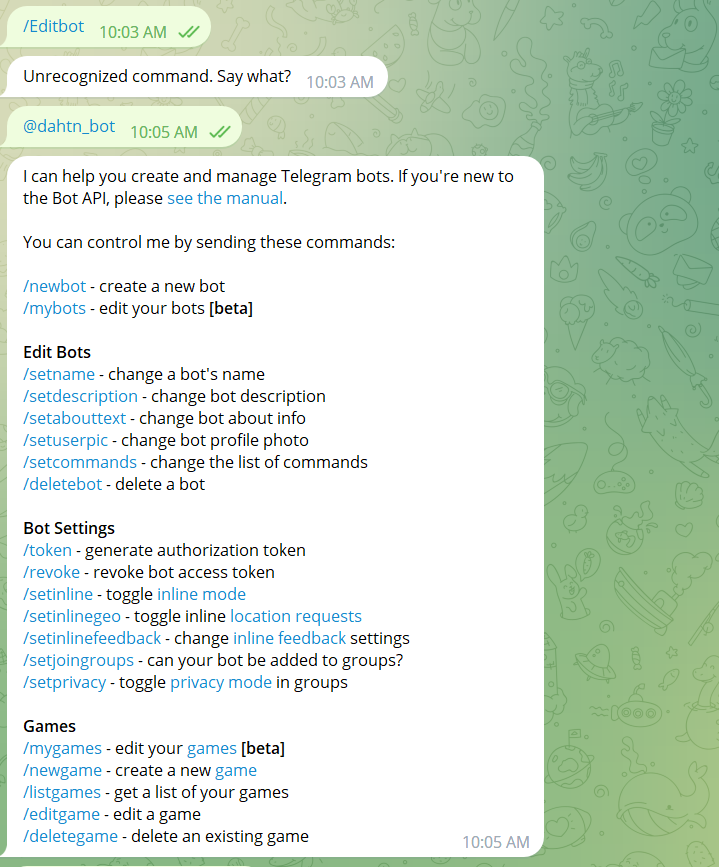 /Editbot 10:03 AM
Unrecognized command. Say what? 10:03 AM
@dahtn_bot 10:05 AM
I can help you create and manage Telegram bots. If you're new to
the Bot API, please see the manual.
You can control me by sending these commands:
/newbot - create a new bot
/mybots - edit your bots [beta]
Edit Bots
/setname - change a bot's name
/setdescription - change bot description
/setabouttext - change bot about info
/setuserpic - change bot profile photo
/setcommands - change the list of commands
/deletebot - delete a bot
Bot Settings
/token - generate authorization token
/revoke - revoke bot access token
/setinline - toggle inline mode
/setinlinegeo - toggle inline location requests
/setinlinefeedback - change inline feedback settings
/setjoingroups - can your bot be added to groups?
/setprivacy - toggle privacy mode in groups
Games
/mygames - edit your games [beta]
/newgame - create a new game
/listgames - get a list of your games
/editgame - edit a game
/deletegame - delete an existing game
10:05 AM